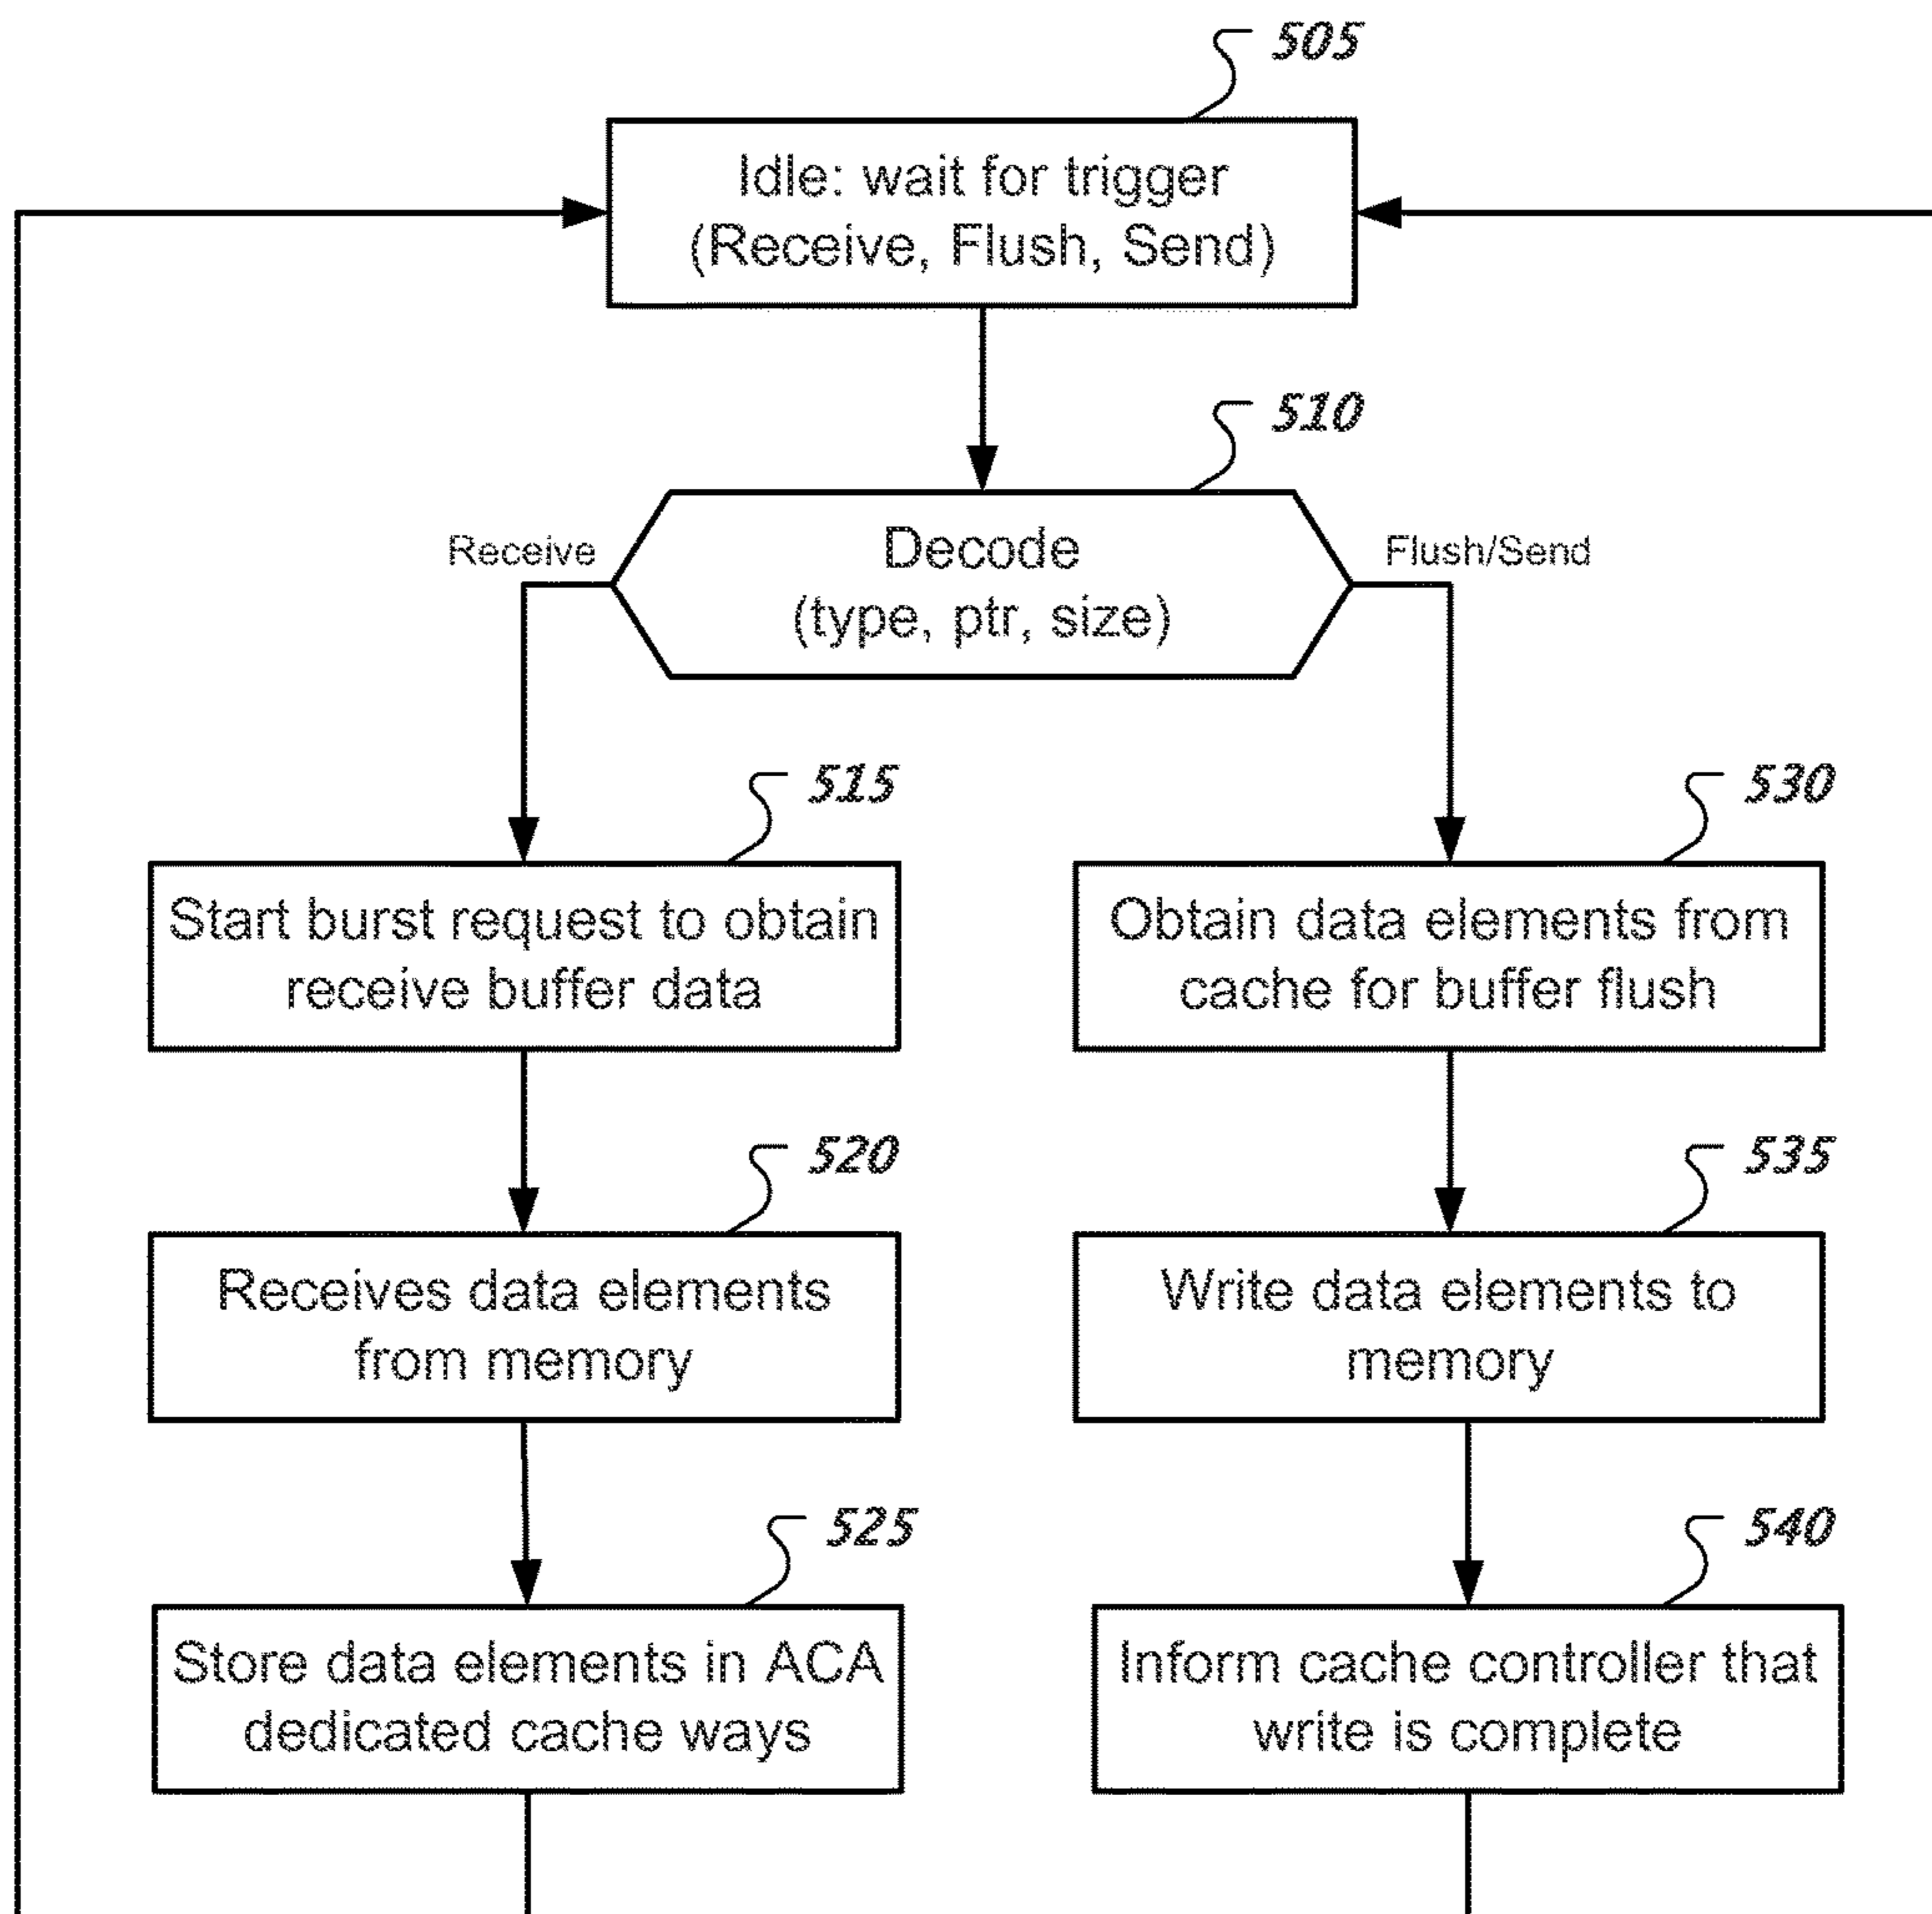 505
Idle: wait for trigger
(Receive, Flush, Send)
510
Receive
Decode
(type, ptr, size)
Flush/Send
515
Start burst request to obtain
receive buffer data
530
Obtain data elements from
cache for buffer flush
520
Receives data elements
from memory
535
Write data elements to
memory
525
Store data elements in ACA
dedicated cache ways
540
Inform cache controller that
write is complete